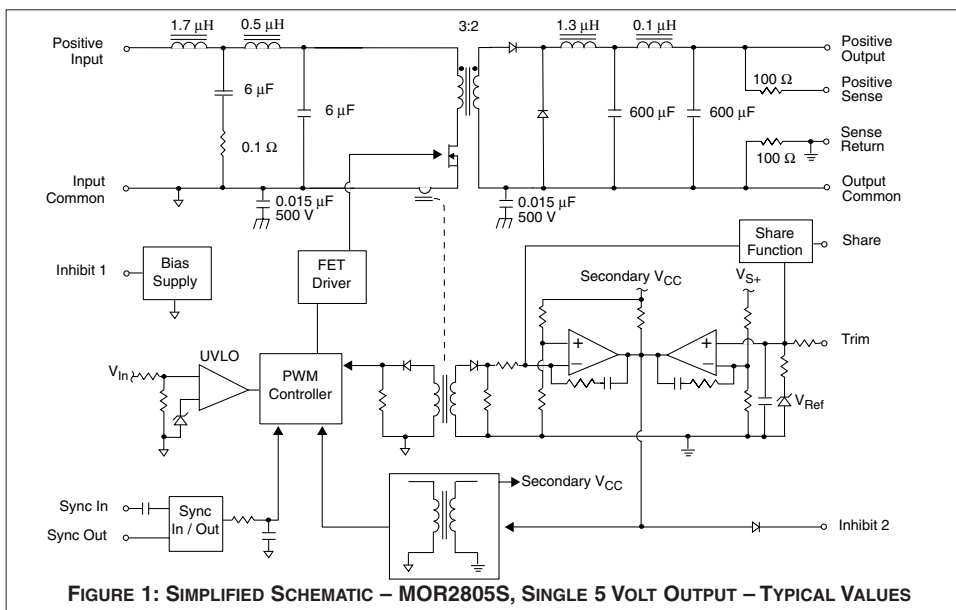 1.7 μH
0.5 μH
3:2
1.3 μH
0.1 μH
Positive
Input
Positive
Output
6 μF
6 μF
0.1 Ω
600 μF
600 μF
100 Ω
Positive
Sense
Sense
Return
100 Ω
Input
Common
0.015 μF
500 V
0.015 μF
500 V
Output
Common
Inhibit 1
Bias
Supply
FET
Driver
Share
Function
Share
Secondary VCC
VS+
Trim
VIn
UVLO
PWM
Controller
+
−
+
−
VRef
Sync In
Sync Out
Sync
In / Out
Secondary VCC
Inhibit 2
FIGURE 1: SIMPLIFIED SCHEMATIC – MOR2805S, SINGLE 5 VOLT OUTPUT – TYPICAL VALUES